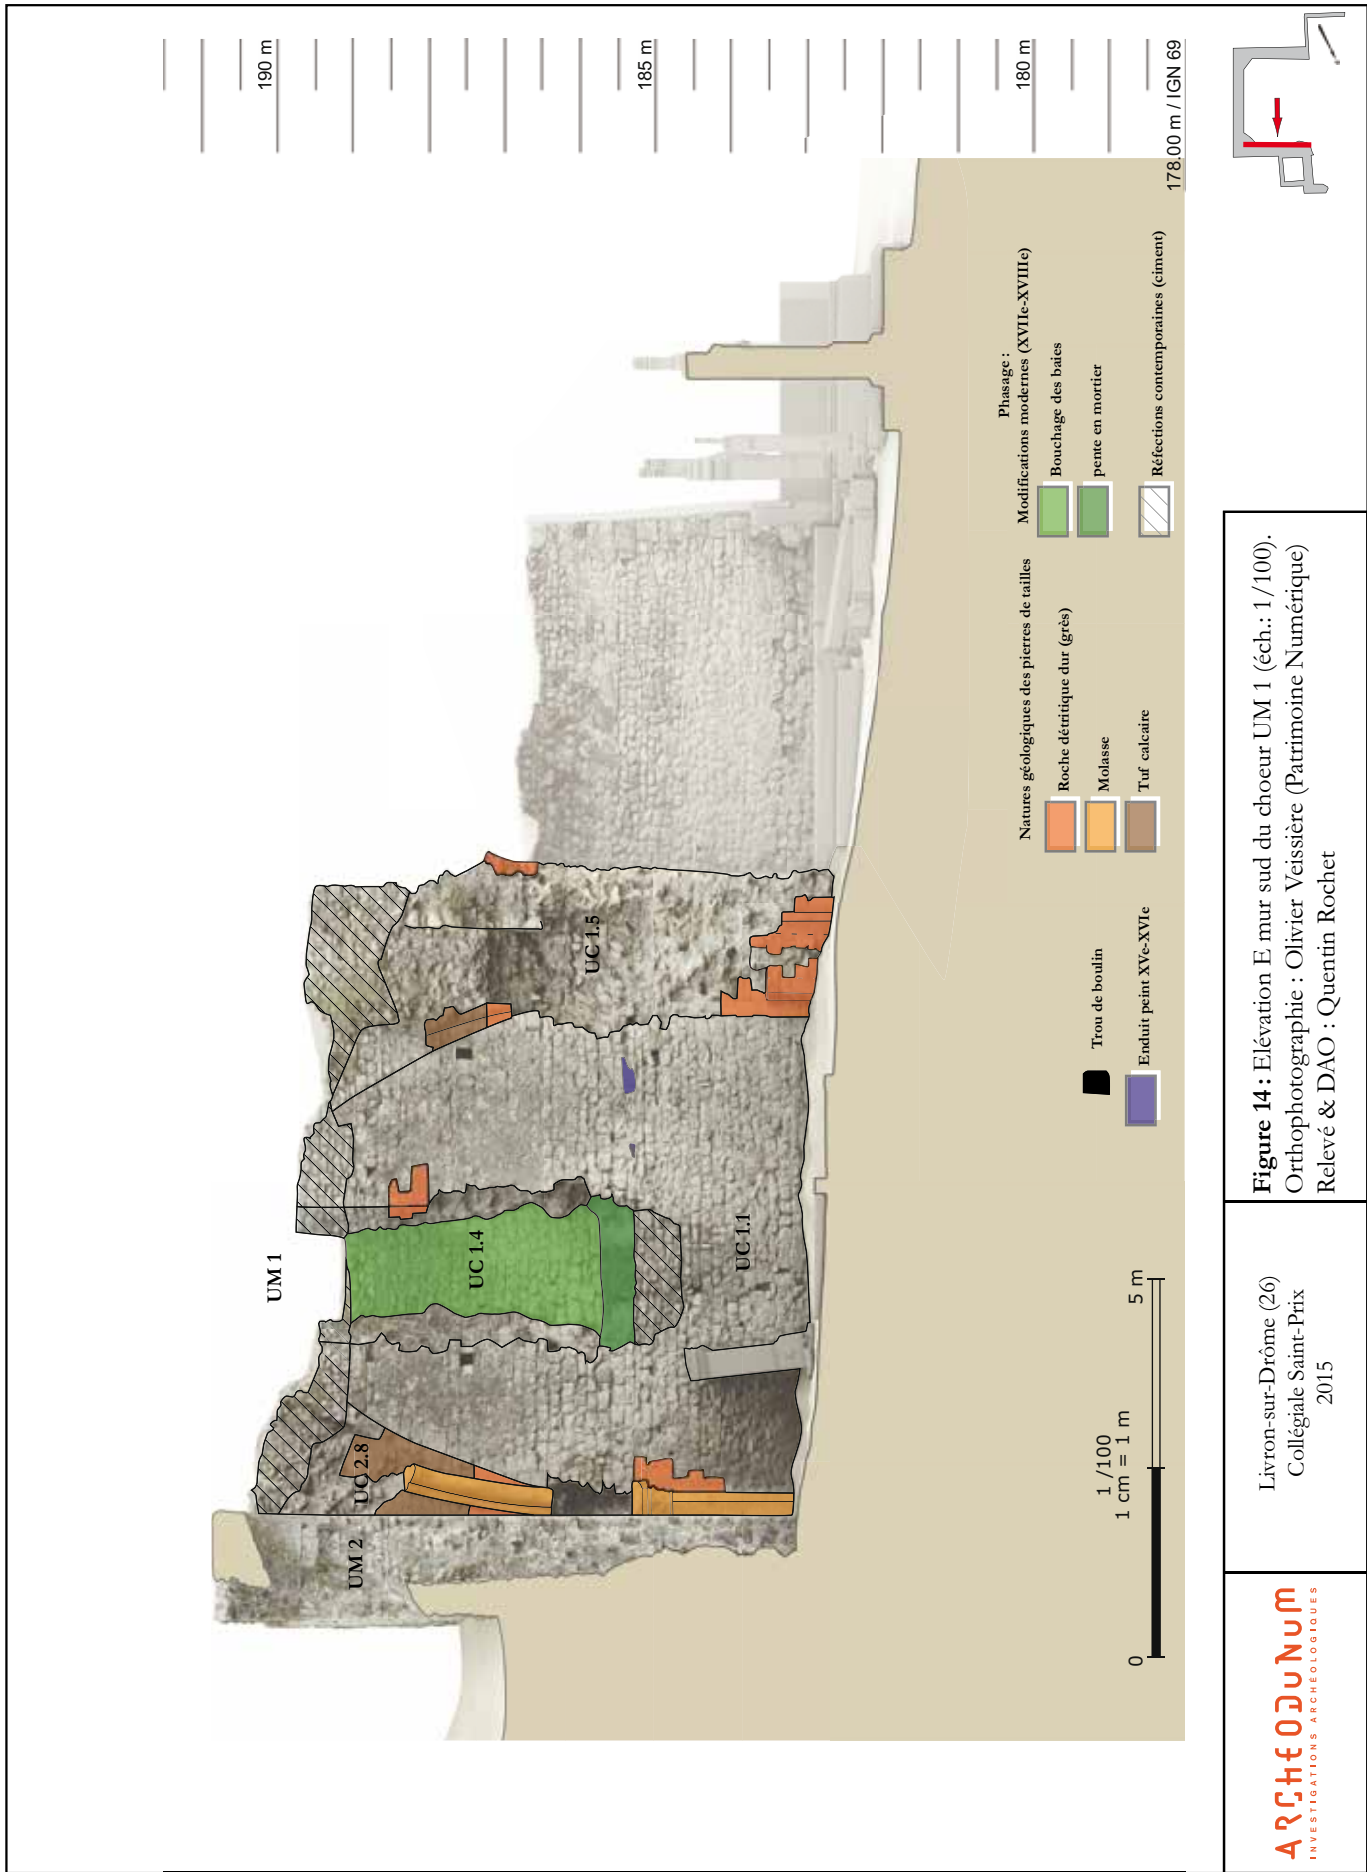 190 m
185 m
180 m
178.00 m / IGN 69
UM 1
UM 2
UC 2.8
UC 1.4
UC 1.1
UC 1.5
0
5 m
1 /100
1 cm = 1 m
Trou de boulin
Enduit peint XVe-XVIe
Natures géologiques des pierres de tailles
Roche détritique dur (grès)
Molasse
Tuf calcaire
Phasage :
Modifications modernes (XVIIe-XVIIIe)
Bouchage des baies
pente en mortier
Réfections contemporaines (ciment)
ARCHEODUNUM
INVESTIGATIONS ARCHÉOLOGIQUES
Livron-sur-Drôme (26)
Collégiale Saint-Prix
2015
Figure 14 : Elévation E mur sud du choeur UM 1 (éch.: 1/100).
Orthophotographie : Olivier Veissière (Patrimoine Numérique)
Relevé & DAO : Quentin Rochet